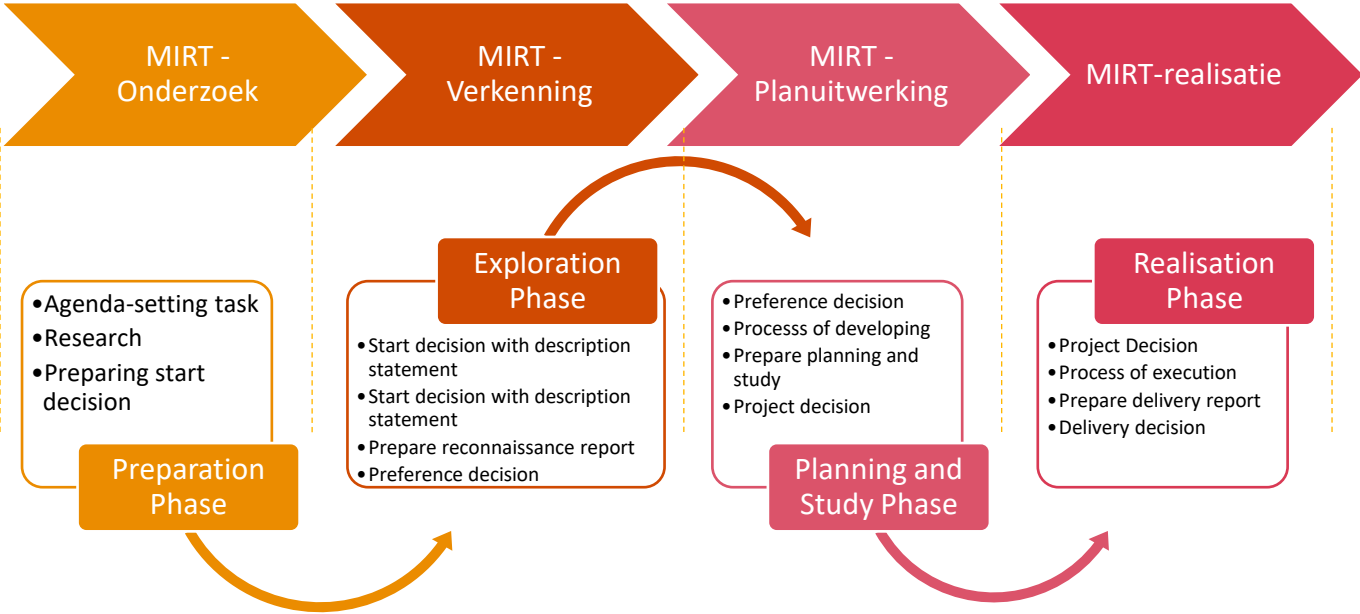 MIRT -
Onderzoek
MIRT -
Verkenning
MIRT -
Planuitwerking
MIRT-realisatie
•Agenda-setting task
•Research
•Preparing start
decision
Preparation
Phase
Exploration
Phase
•Start decision with description
statement
•Start decision with description
statement
•Prepare reconnaissance report
•Preference decision
•Preference decision
•Processs of developing
•Prepare planning and
study
•Project decision
Planning and
Study Phase
Realisation
Phase
•Project Decision
•Process of execution
•Prepare delivery report
•Delivery decision